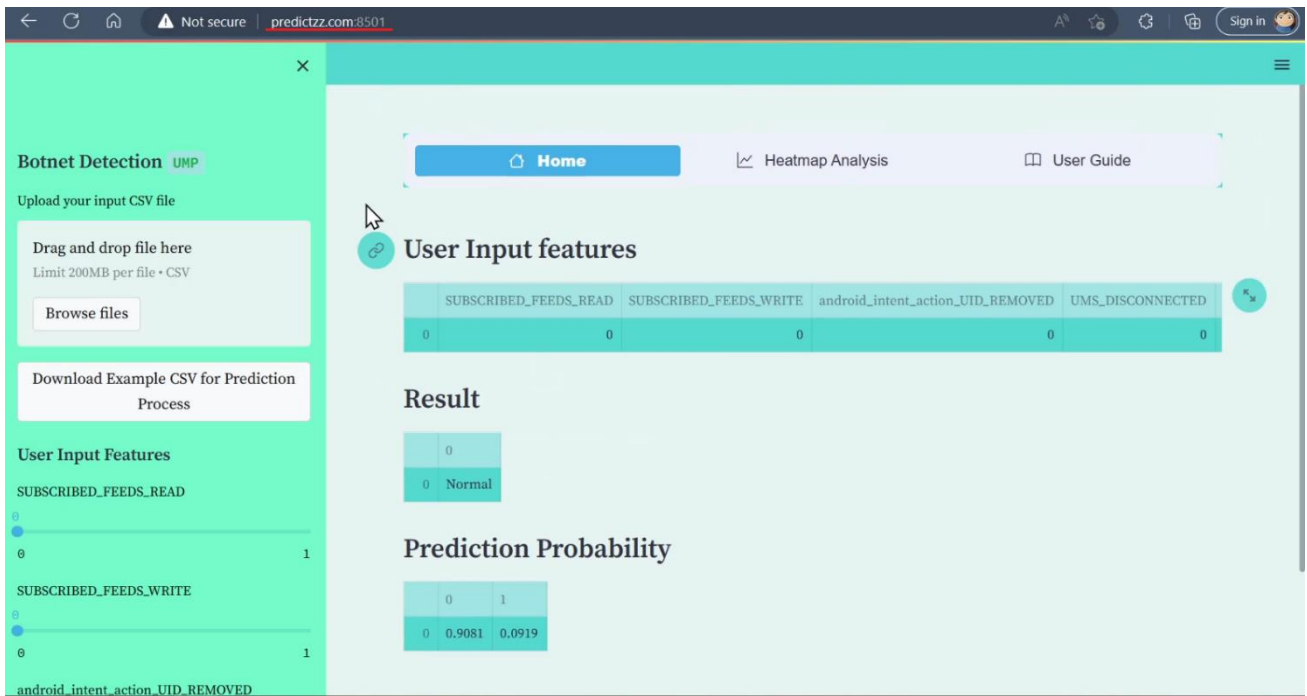 Not secure predictzz.com:8501 Sign in
Botnet Detection UMP
Upload your input CSV file
Drag and drop file here
Limit 200MB per file • CSV
Browse files
Download Example CSV for Prediction
Process
User Input Features
SUBSCRIBED_FEEDS_READ
0
0 1
SUBSCRIBED_FEEDS_WRITE
0
0 1
android_intent_action_UID_REMOVED
Home Heatmap Analysis User Guide
User Input features
SUBSCRIBED_FEEDS_READ SUBSCRIBED_FEEDS_WRITE android_intent_action_UID_REMOVED UMS_DISCONNECTED
0 0 0 0 0
Result
0
0 Normal
Prediction Probability
0 1
0 0.9081 0.0919